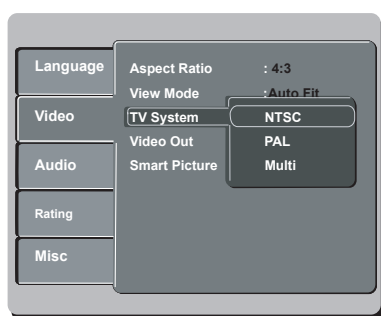 Language
Video
Audio
Rating
Misc
Aspect Ratio : 4:3
View Mode :Auto Fit
TV System NTSC
Video Out PAL
Smart Picture Multi